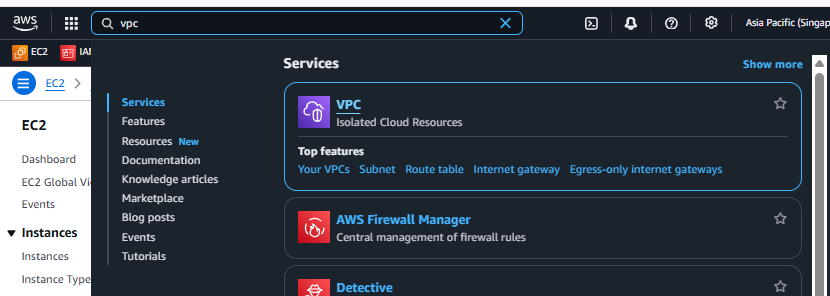 aws
vpc
Asia Pacific (Singap
EC2
IAM
EC2
EC2
Dashboard
EC2 Global Vi
Events
Instances
Instances
Instance Type
Services
Features
Resources New
Documentation
Knowledge articles
Marketplace
Blog posts
Events
Tutorials
Services
Show more
VPC
Isolated Cloud Resources
Top features
Your VPCs Subnet Route table Internet gateway Egress-only internet gateways
AWS Firewall Manager
Central management of firewall rules
Detective